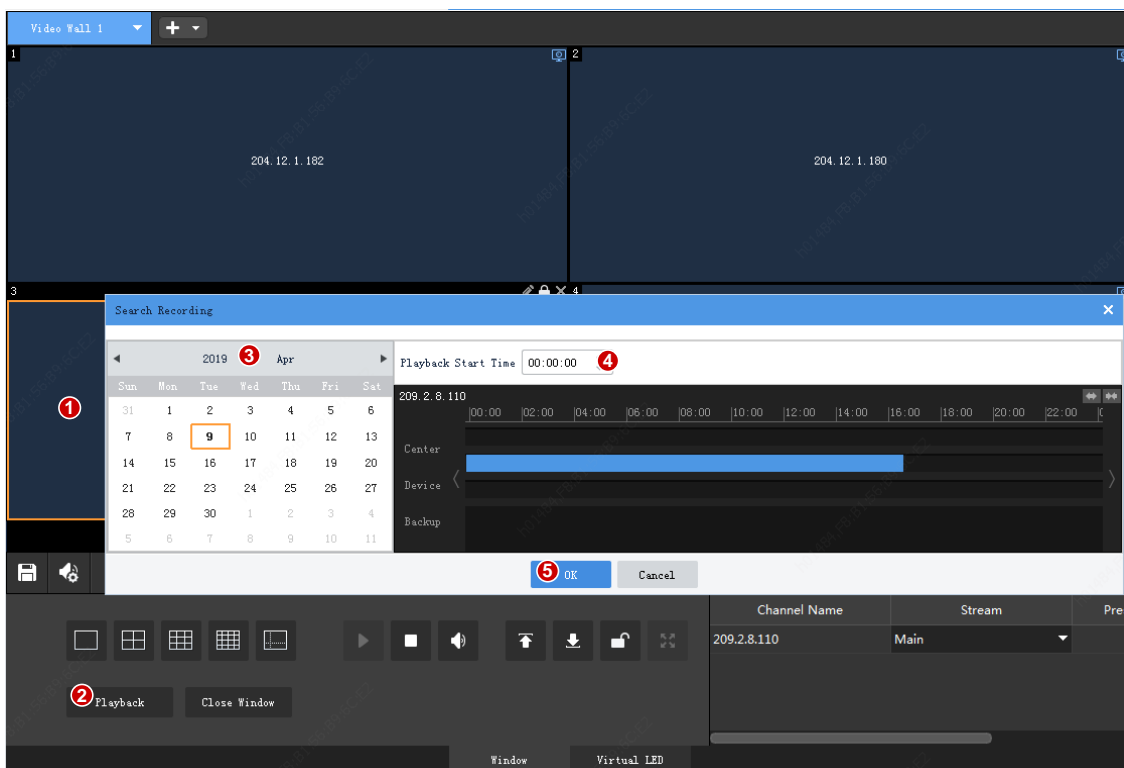 Video Wall 1
1
2
204.12.1.182
204.12.1.180
3
4
Search Recording
2019 3 Apr
Playback Start Time 00:00:00 4
Sun Mon Tue Wed Thu Fri Sat
31 1 2 3 4 5 6
7 8 9 10 11 12 13
14 15 16 17 18 19 20
21 22 23 24 25 26 27
28 29 30 1 2 3 4
5 6 7 8 9 10 11
1
209.2.8.110
00:00 02:00 04:00 06:00 08:00 10:00 12:00 14:00 16:00 18:00 20:00 22:00
Center
Device
Backup
5 OK
Cancel
Channel Name Stream Pre
209.2.8.110 Main
2 Playback
Close Window
Window
Virtual LED